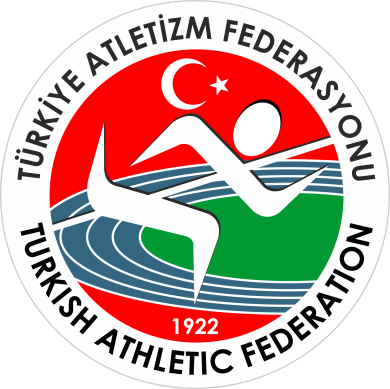 TÜRKİYE ATLETİZM FEDERASYONU
1922
TURKISH ATHLETIC FEDERATION